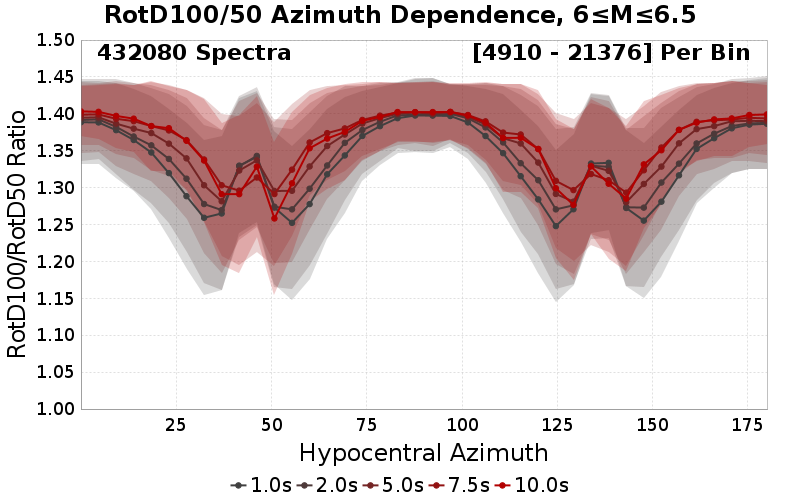 RotD100/50 Azimuth Dependence, 6≤M≤6.5
432080 Spectra
[4910 - 21376] Per Bin
RotD100/RotD50 Ratio
1.50
1.45
1.40
1.35
1.30
1.25
1.20
1.15
1.10
1.05
1.00
25 50 75 100 125 150 175
Hypocentral Azimuth
1.0s 2.0s 5.0s 7.5s 10.0s